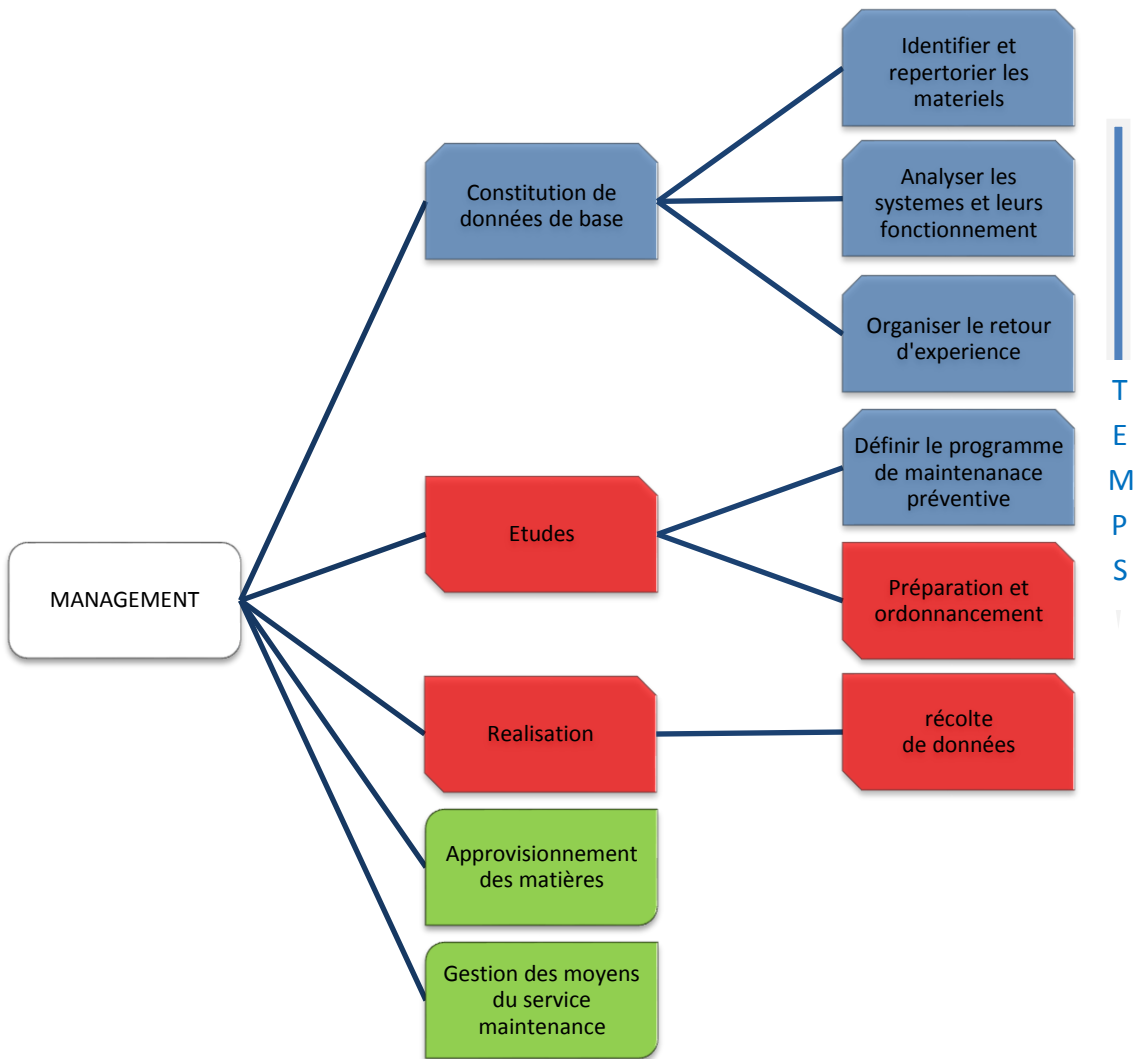 Identifier et
repertorier les
materiels
Constitution de
données de base
Analyser les
systemes et leurs
fonctionnement
Organiser le retour
d'experience
T
E
M
P
S
Définir le programme
de maintenanace
préventive
Etudes
MANAGEMENT
Préparation et
ordonnancement
Realisation
récolte
de données
Approvisionnement
des matières
Gestion des moyens
du service
maintenance